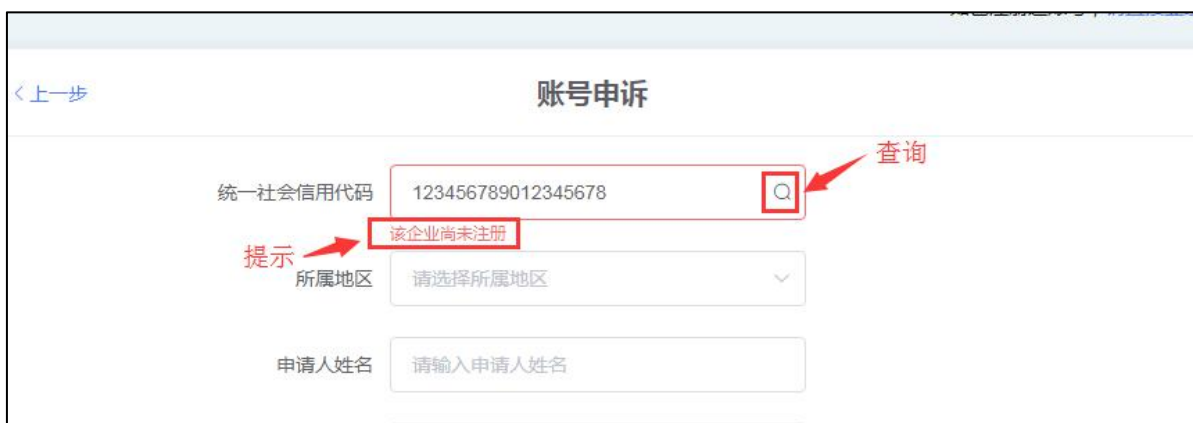 < 上一步
账号申诉
查询
统一社会信用代码
123456789012345678
该企业尚未注册
提示
所属地区
请选择所属地区
申请人姓名
请输入申请人姓名